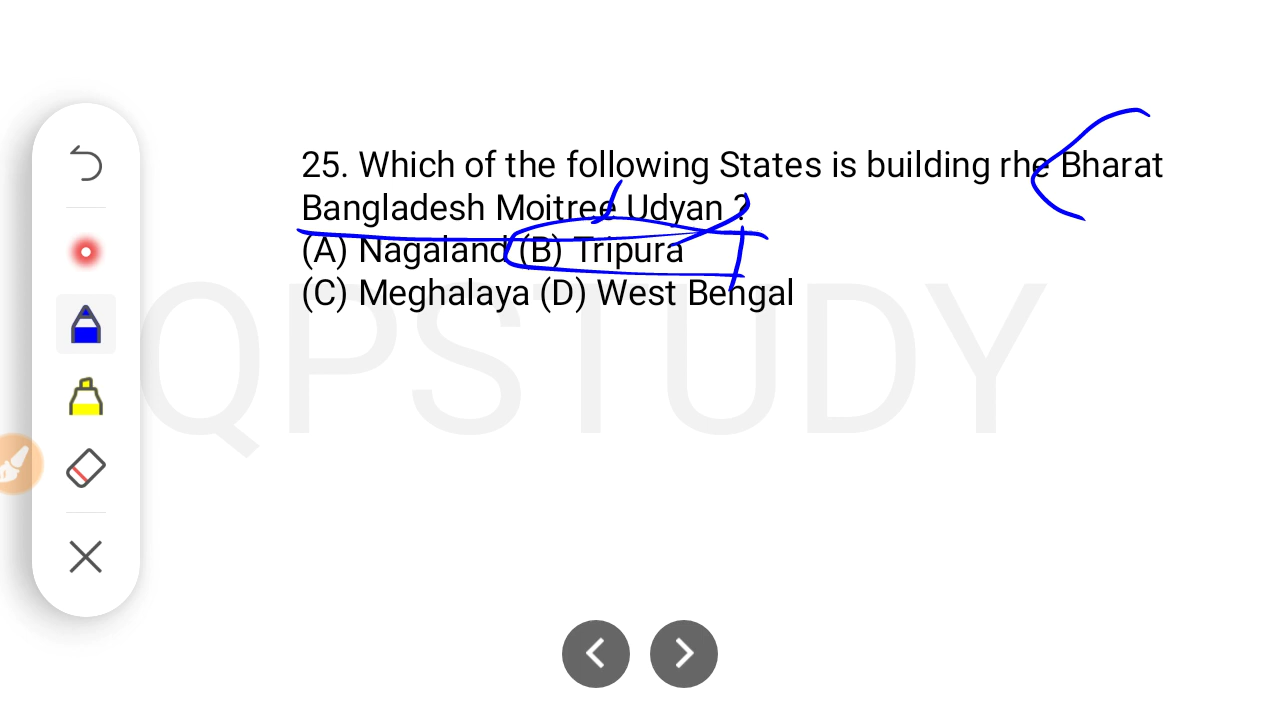 25. Which of the following States is building rhe Bharat
Bangladesh Moitree Udyan ?
(A) Nagaland (B) Tripura
(C) Meghalaya (D) West Bengal
QPSTUDY